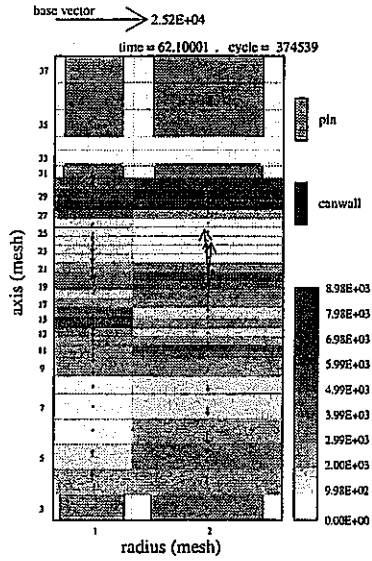 base vector
2.52E+04
time = 62.10001 , cycle = 374539
37
35
33
31
29
27
25
23
21
19
17
15
13
11
9
7
5
3
axis (mesh)
1 2
radius (mesh)
pin
canwall
8.98E+03
7.98E+03
6.98E+03
5.99E+03
4.99E+03
3.99E+03
2.99E+03
2.00E+03
9.98E+02
0.00E+00